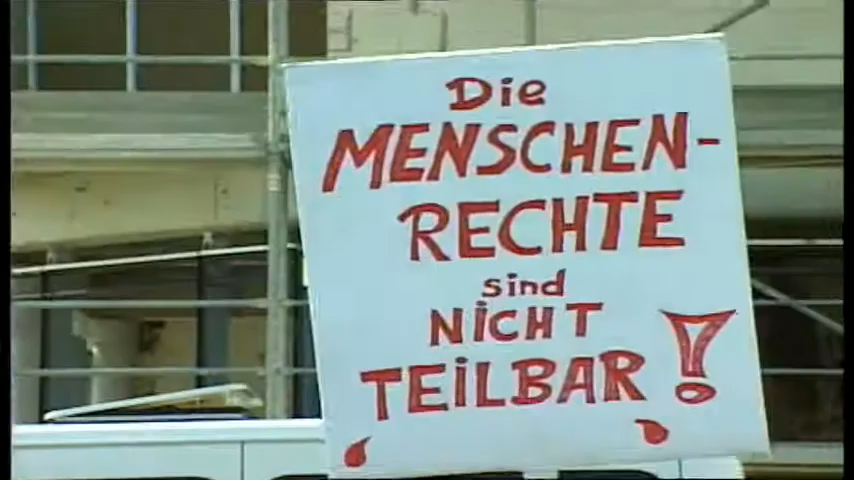 Die
MENSCHEN-
RECHTE
sind
NICHT
TEILBAR!